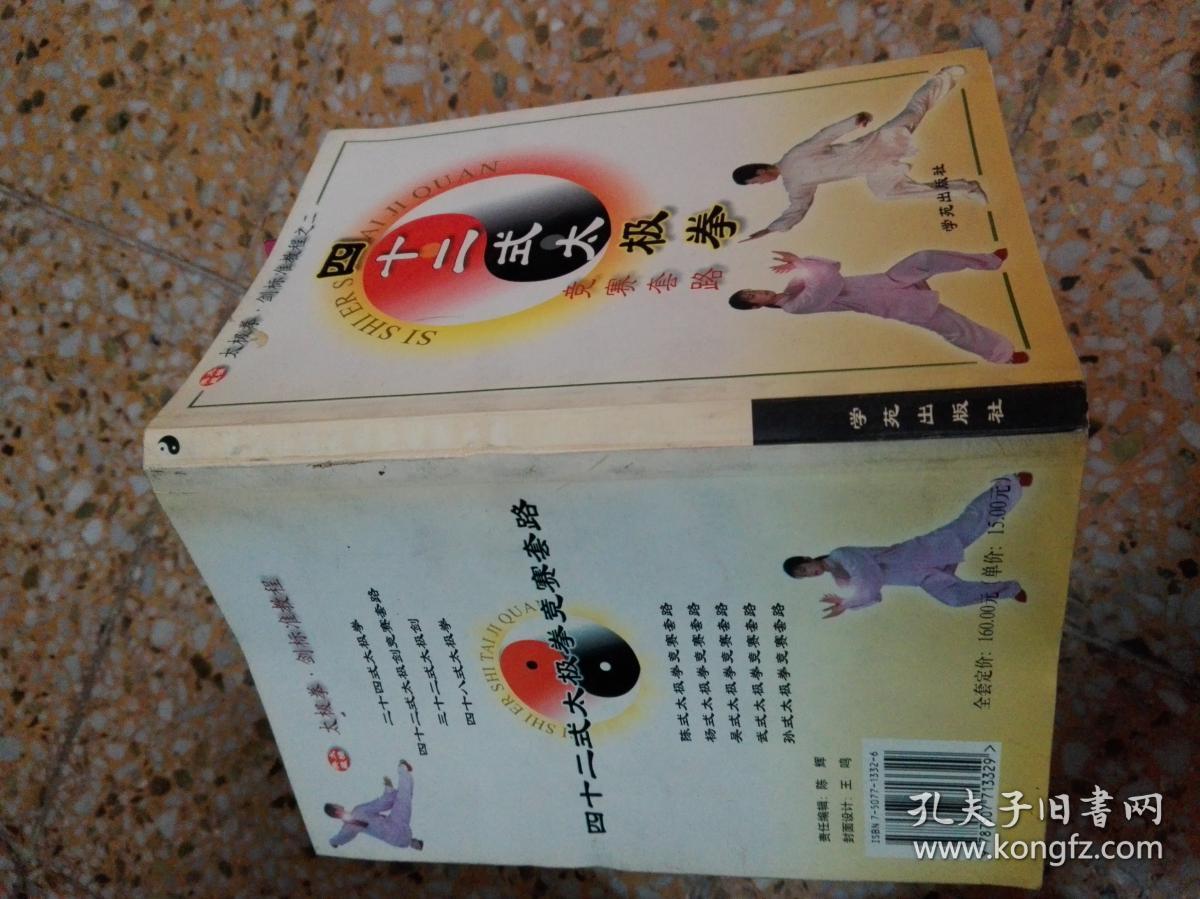 太极拳·剑标准教程之二
SI SHI ER S AI JI QUAN
四十二式太极拳
竞赛套路
学苑出版社
学苑出版社
太极拳·剑标准教程
二十四式太极拳
四十二式太极剑竞赛套路
三十二式太极剑
四十八式太极拳
SHI ER SHI TAI JI QUA
四十二式太极拳竞赛套路
陈式太极拳竞赛套路
杨式太极拳竞赛套路
吴式太极拳竞赛套路
武式太极拳竞赛套路
孙式太极拳竞赛套路
责任编辑：陈 辉
封面设计：王 鸣
ISBN 7-5077-1332-6
全套定价：160.00元（单价：15.00元）
孔夫子旧书网
www.kongfz.com